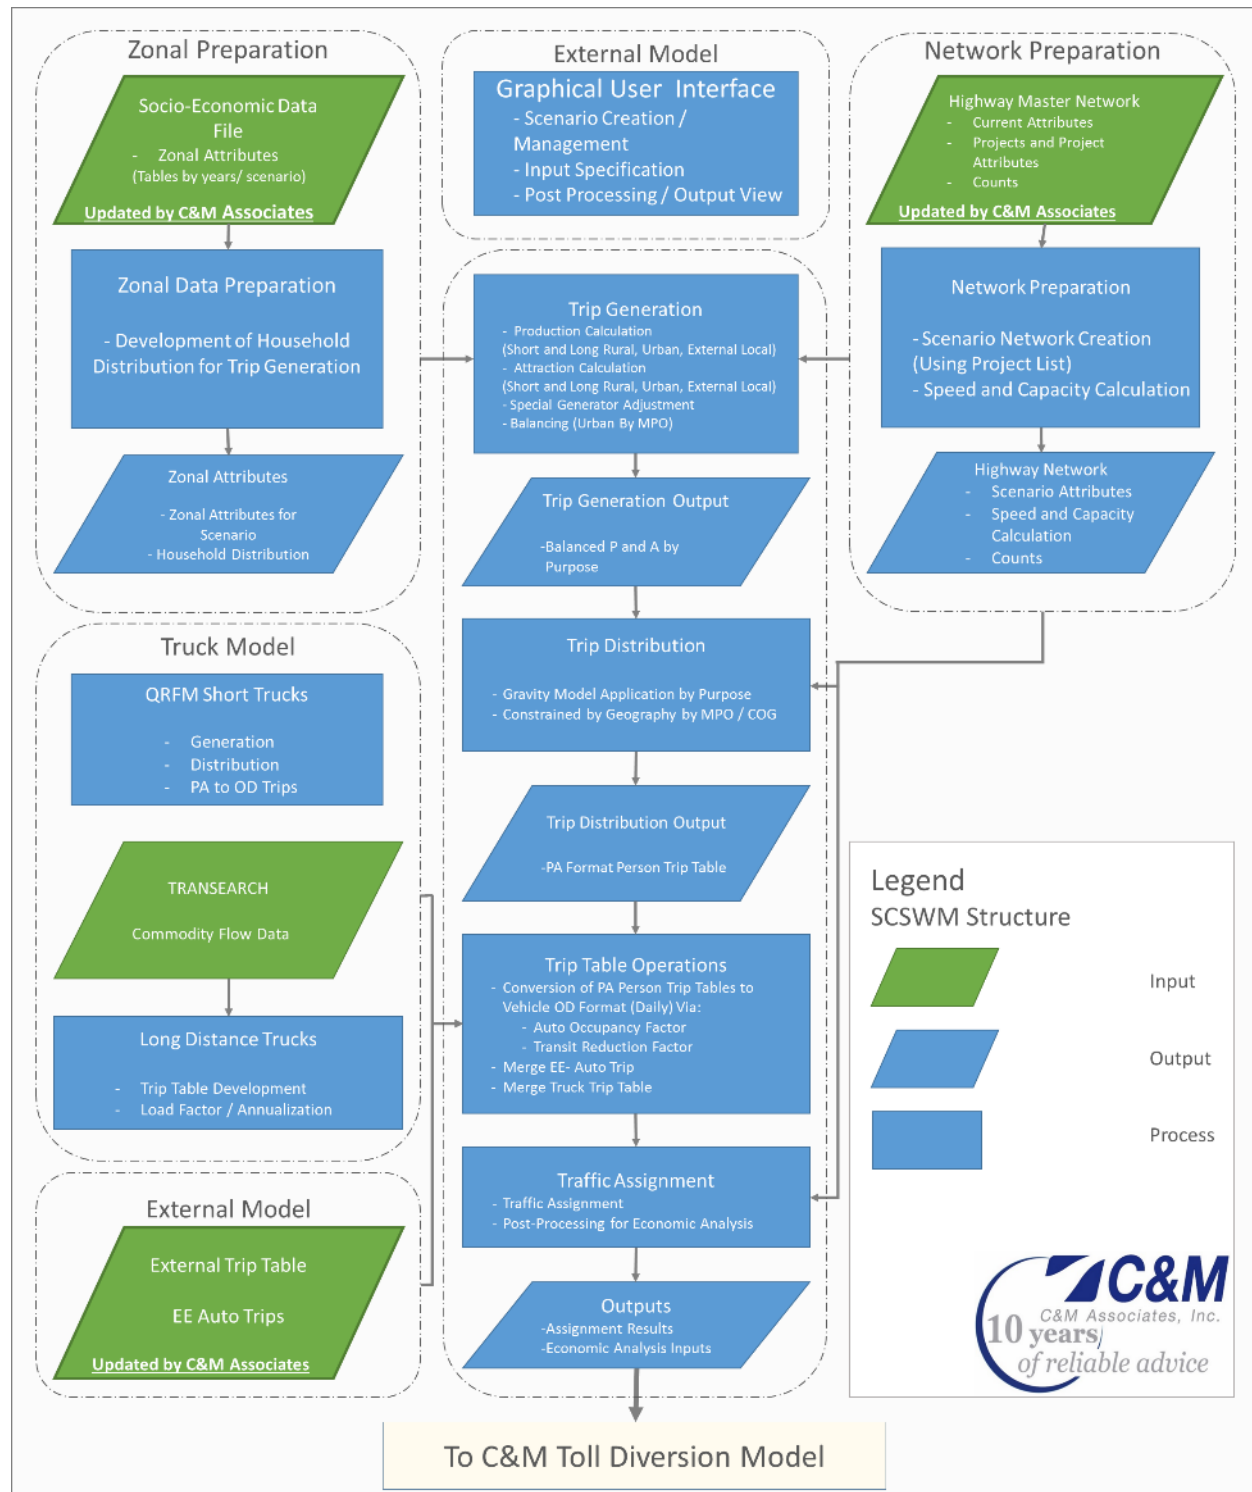 Zonal Preparation
Socio-Economic Data
File
- Zonal Attributes
(Tables by years/ scenario)
Updated by C&M Associates
Zonal Data Preparation
- Development of Household
Distribution for Trip Generation
Zonal Attributes
- Zonal Attributes for
Scenario
- Household Distribution
External Model
Graphical User Interface
- Scenario Creation /
Management
- Input Specification
- Post Processing / Output View
Network Preparation
Highway Master Network
- Current Attributes
- Projects and Project
Attributes
- Counts
Updated by C&M Associates
Network Preparation
- Scenario Network Creation
(Using Project List)
- Speed and Capacity Calculation
Highway Network
- Scenario Attributes
- Speed and Capacity
Calculation
- Counts
Trip Generation
- Production Calculation
(Short and Long Rural, Urban, External Local)
- Attraction Calculation
(Short and Long Rural, Urban, External Local)
- Special Generator Adjustment
- Balancing (Urban By MPO)
Trip Generation Output
-Balanced P and A by
Purpose
Trip Distribution
- Gravity Model Application by Purpose
- Constrained by Geography by MPO / COG
Trip Distribution Output
-PA Format Person Trip Table
Trip Table Operations
- Conversion of PA Person Trip Tables to
Vehicle OD Format (Daily) Via:
- Auto Occupancy Factor
- Transit Reduction Factor
- Merge EE- Auto Trip
- Merge Truck Trip Table
Traffic Assignment
- Traffic Assignment
- Post-Processing for Economic Analysis
Outputs
-Assignment Results
-Economic Analysis Inputs
Truck Model
QRFM Short Trucks
- Generation
- Distribution
- PA to OD Trips
TRANSEARCH
Commodity Flow Data
Long Distance Trucks
- Trip Table Development
- Load Factor / Annualization
External Model
External Trip Table
EE Auto Trips
Updated by C&M Associates
Legend
SCSWM Structure
Input
Output
Process
C&M
C&M Associates, Inc.
10 years
of reliable advice
To C&M Toll Diversion Model